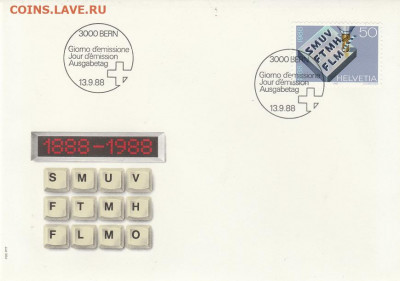 COINS.LAVE.RU
3000 BERN
Giorno d'emissione
Jour d'émission
Ausgabetag
13.9.88
3000 BERN
Giorno d'emissione
Jour d'émission
Ausgabetag
13.9.88
SMUV
FTMH
FLM
50
HELVETIA
1888-1988
S M U V
F T M H
F L M O